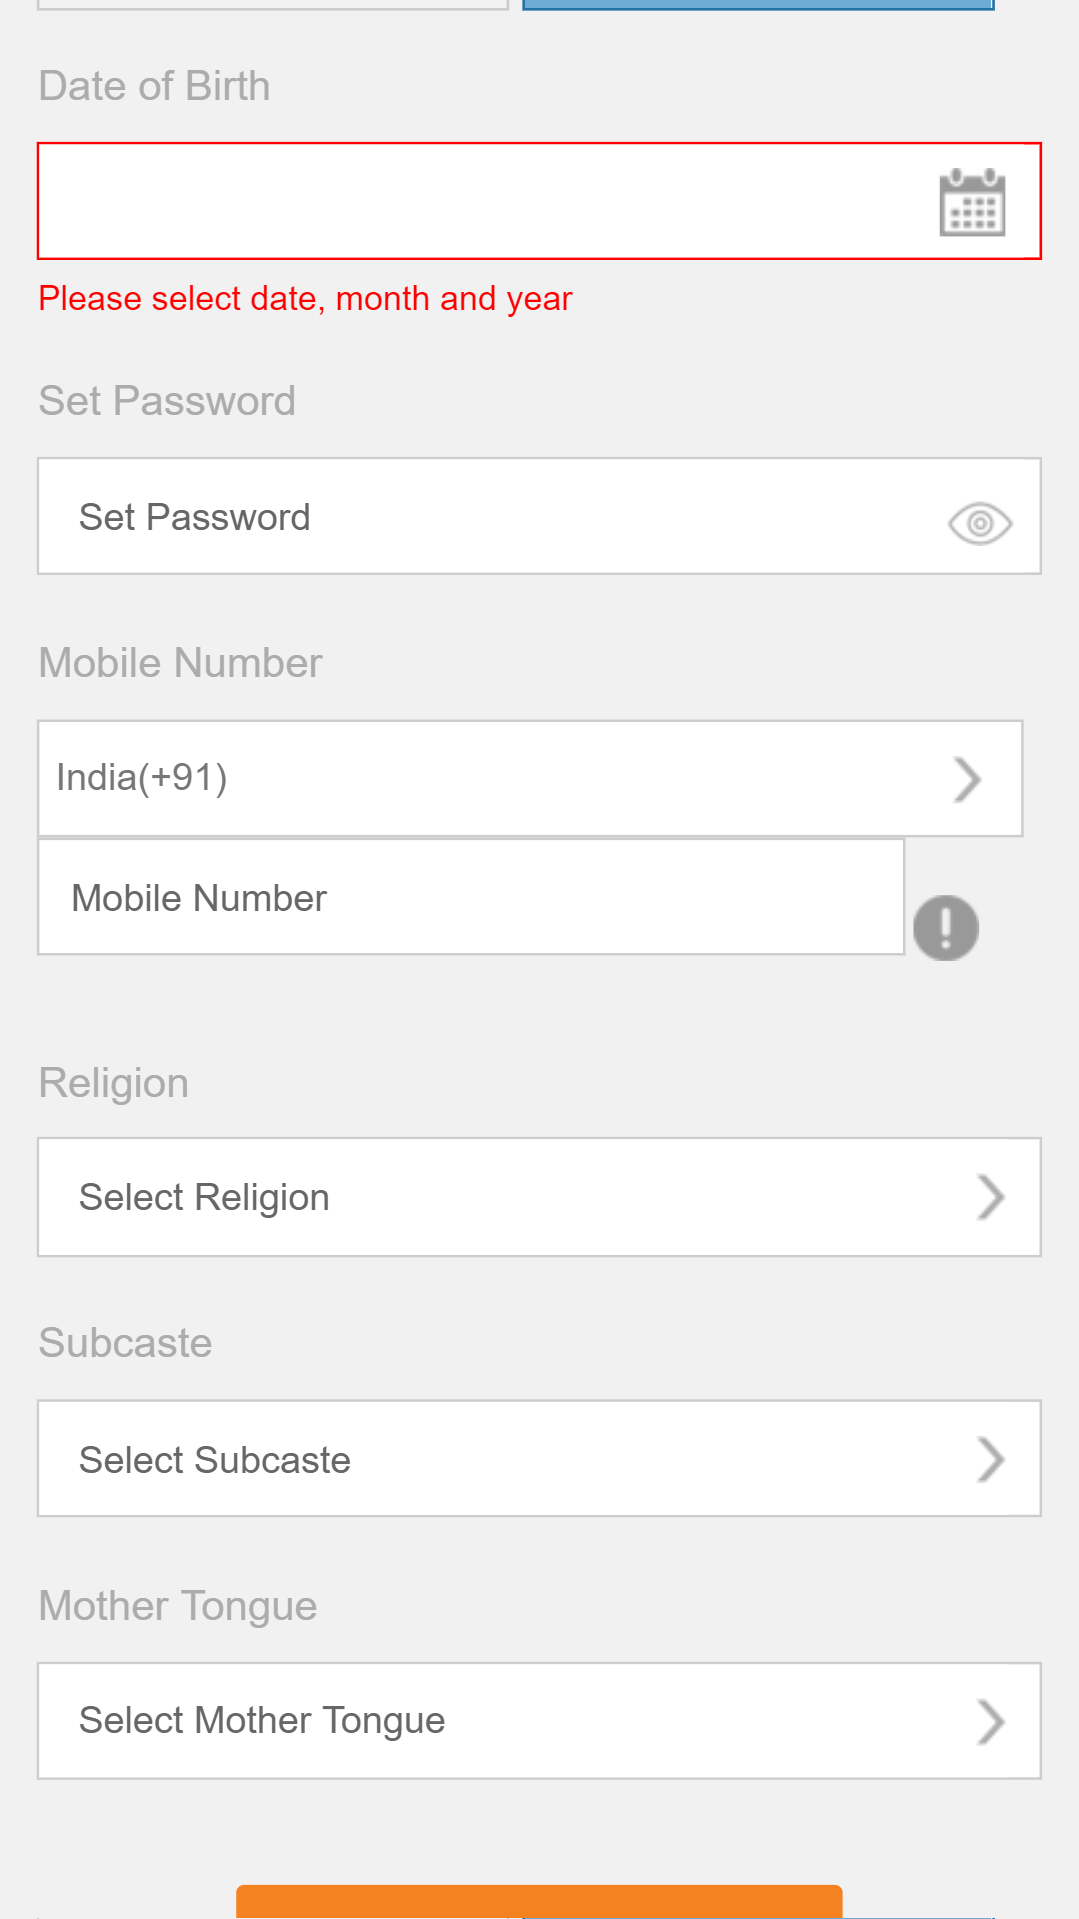 Date of Birth
Please select date, month and year
Set Password
Set Password
Mobile Number
India(+91)
Mobile Number
Religion
Select Religion
Subcaste
Select Subcaste
Mother Tongue
Select Mother Tongue